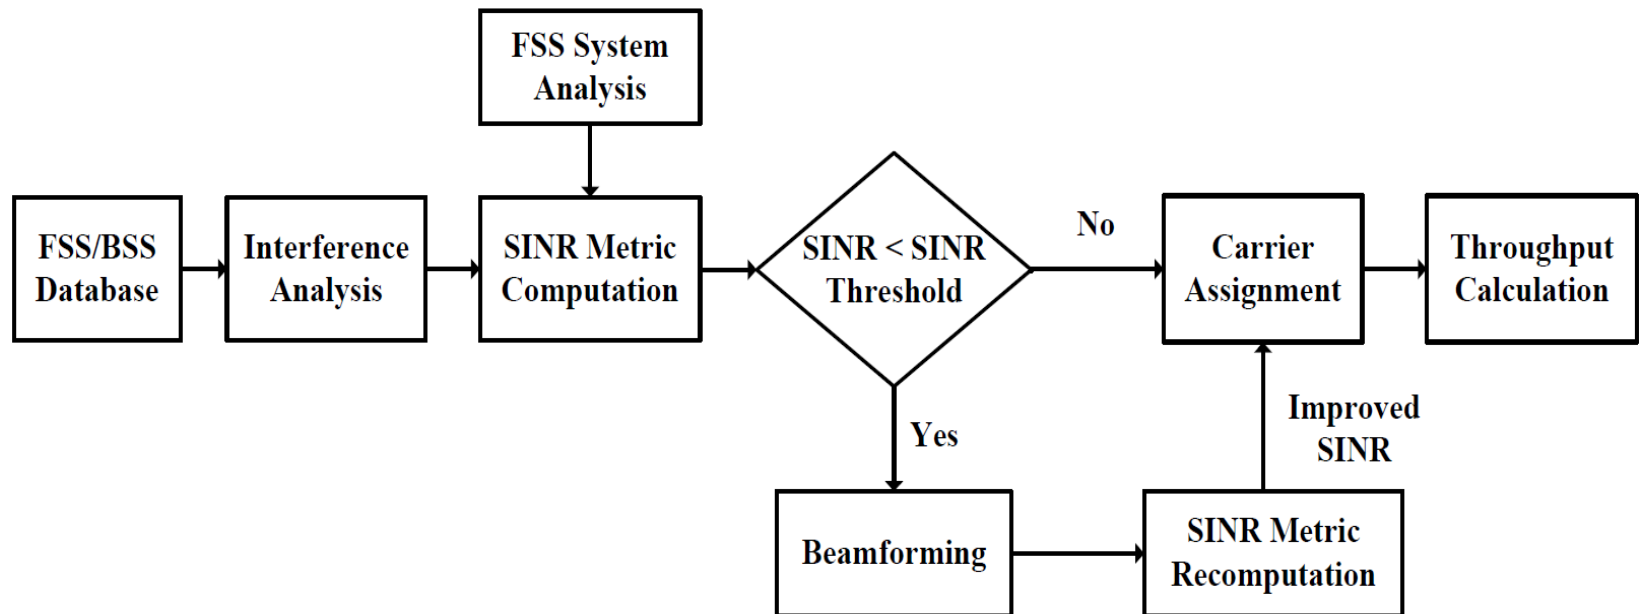 FSS System
Analysis
FSS/BSS
Database
Interference
Analysis
SINR Metric
Computation
SINR < SINR
Threshold
No
Carrier
Assignment
Throughput
Calculation
Yes
Improved
SINR
Beamforming
SINR Metric
Recomputation